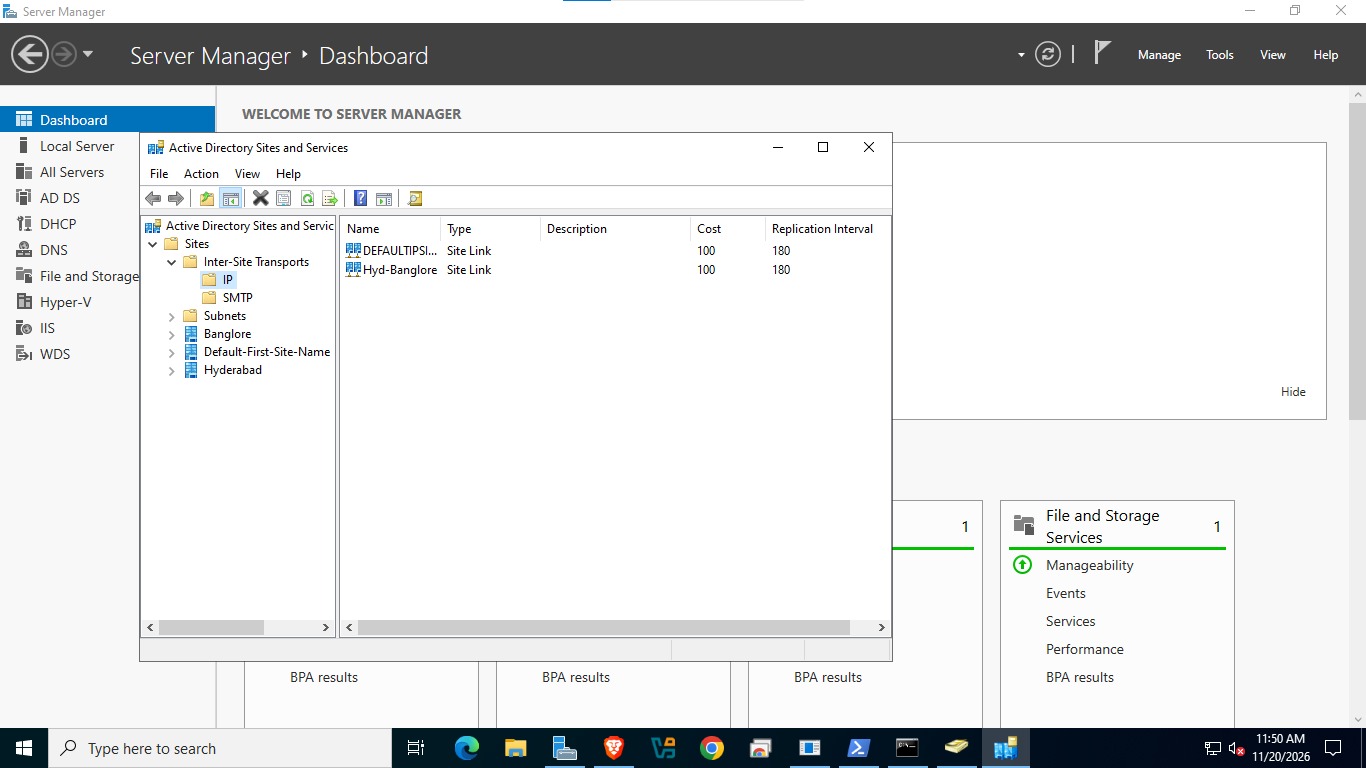 Server Manager
Server Manager ‣ Dashboard
Manage Tools View Help
Dashboard
Local Server
All Servers
AD DS
DHCP
DNS
File and Storage
Hyper-V
IIS
WDS
WELCOME TO SERVER MANAGER
Active Directory Sites and Services
File Action View Help
Active Directory Sites and Servic
Sites
Inter-Site Transports
IP
SMTP
Subnets
Banglore
Default-First-Site-Name
Hyderabad
Name Type Description Cost Replication Interval
DEFAULTIPSI... Site Link 100 180
Hyd-Banglore Site Link 100 180
Hide
1
File and Storage
Services
1
Manageability
Events
Services
Performance
BPA results
BPA results
BPA results
BPA results
Type here to search
11:50 AM
11/20/2026